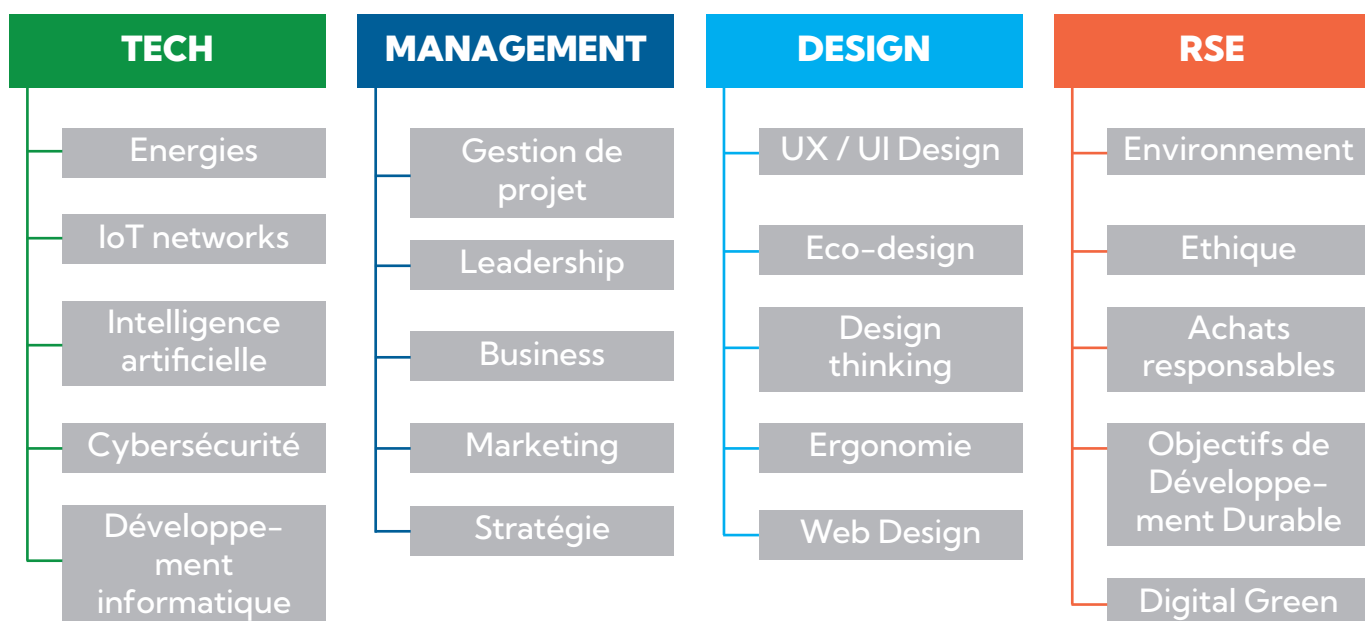 TECH
Energies
IoT networks
Intelligence
artificielle
Cybersécurité
Développe-
ment
informatique
MANAGEMENT
Gestion de
projet
Leadership
Business
Marketing
Stratégie
DESIGN
UX / UI Design
Eco-design
Design
thinking
Ergonomie
Web Design
RSE
Environnement
Ethique
Achats
responsables
Objectifs de
Développe-
ment Durable
Digital Green